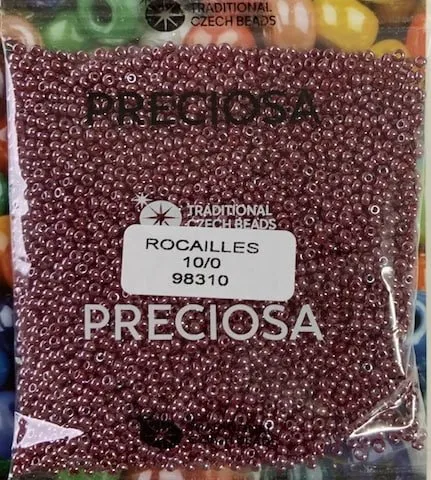 TRADITIONAL
CZECH BEADS
PRECIOSA
TRADITIONAL
CZECH BEADS
ROCAILLES
10/0
98310
PRECIOSA